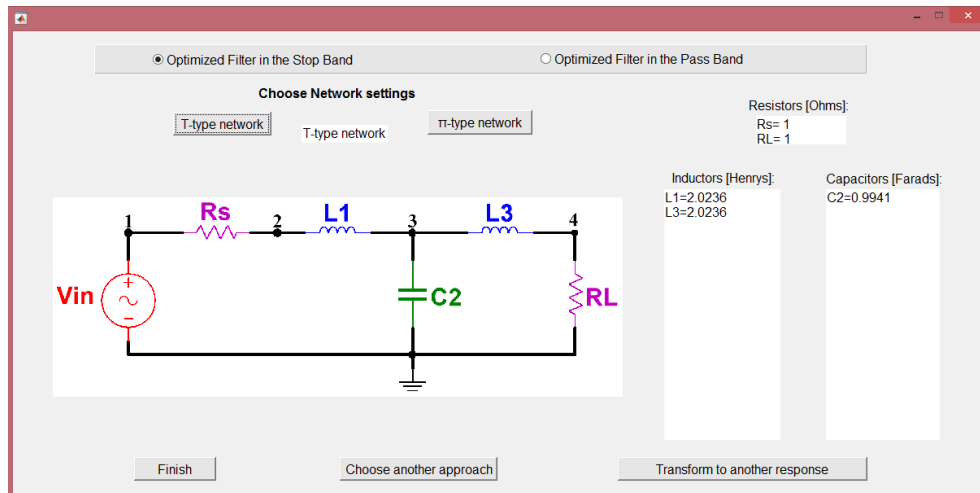 Optimized Filter in the Stop Band
Optimized Filter in the Pass Band
Choose Network settings
T-type network
T-type network
π-type network
Resistors [Ohms]:
Rs= 1
RL= 1
Inductors [Henrys]:
L1=2.0236
L3=2.0236
Capacitors [Farads]:
C2=0.9941
1
Rs
2
L1
3
L3
4
Vin
C2
RL
Finish
Choose another approach
Transform to another response